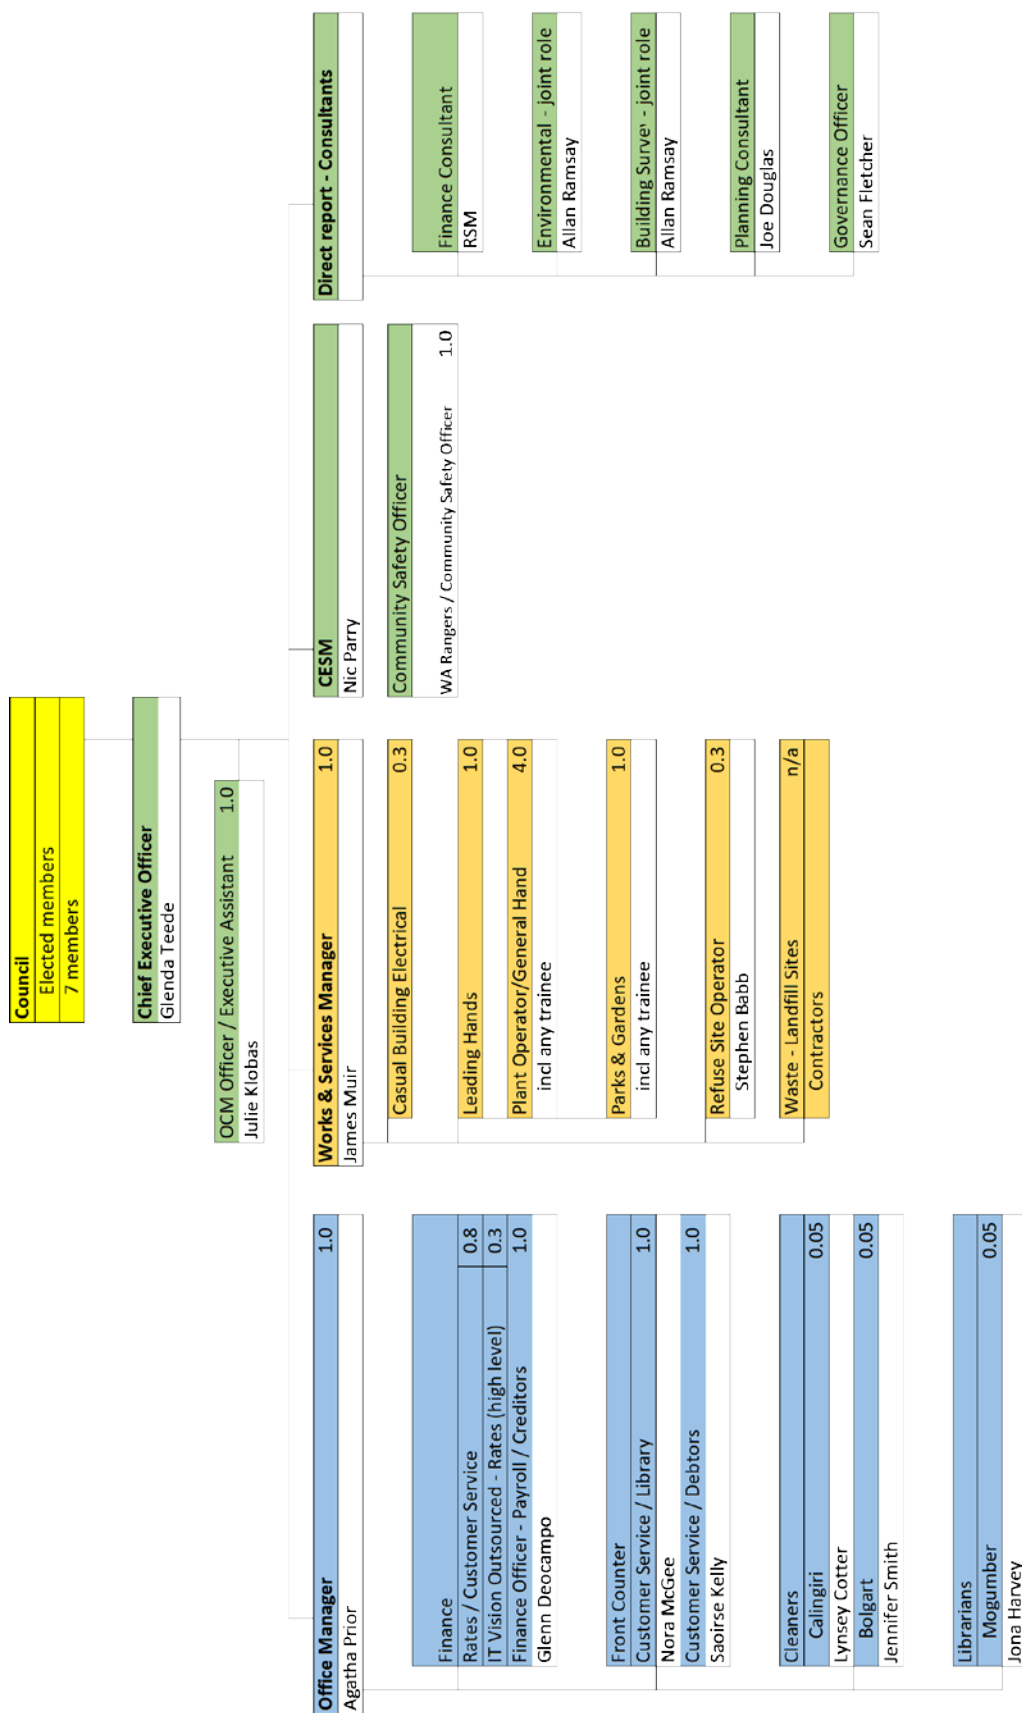 Council
Elected members
7 members
Chief Executive Officer
Glenda Teede
OCM Officer / Executive Assistant 1.0
Julie Klobas
Office Manager 1.0
Agatha Prior
Finance
Rates / Customer Service 0.8
IT Vision Outsourced - Rates (high level) 0.3
Finance Officer - Payroll / Creditors 1.0
Glenn Deocampo
Front Counter
Customer Service / Library 1.0
Nora McGee
Customer Service / Debtors 1.0
Saoirse Kelly
Cleaners
Calingiri 0.05
Lynsey Cotter
Bolgart 0.05
Jennifer Smith
Librarians
Mogumber 0.05
Jona Harvey
Works & Services Manager 1.0
James Muir
Casual Building Electrical 0.3
Leading Hands 1.0
Plant Operator/General Hand 4.0
incl any trainee
Parks & Gardens 1.0
incl any trainee
Refuse Site Operator 0.3
Stephen Babb
Waste - Landfill Sites n/a
Contractors
CESM
Nic Parry
Community Safety Officer
WA Rangers / Community Safety Officer 1.0
Direct report - Consultants
Finance Consultant
RSM
Environmental - joint role
Allan Ramsay
Building Surve - joint role
Allan Ramsay
Planning Consultant
Joe Douglas
Governance Officer
Sean Fletcher